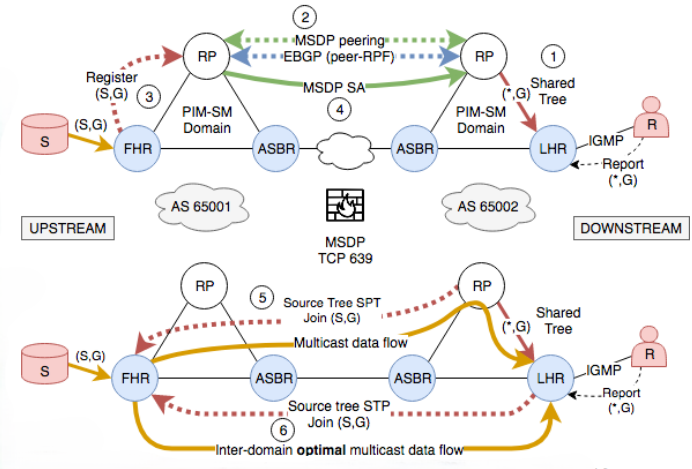 2
MSDP peering
EBGP (peer-RPF)
RP
RP
1
Register
(S,G)
3
MSDP SA
Shared
Tree
(*,G)
4
(S,G)
S
PIM-SM
Domain
PIM-SM
Domain
R
IGMP
FHR
ASBR
ASBR
LHR
Report
(*,G)
AS 65001
AS 65002
UPSTREAM
DOWNSTREAM
MSDP
TCP 639
RP
RP
5
Source Tree SPT
Join (S,G)
Shared
Tree
(*,G)
Multicast data flow
(S,G)
S
R
IGMP
FHR
ASBR
ASBR
LHR
Report
(*,G)
Source tree STP
Join (S,G)
6
Inter-domain optimal multicast data flow